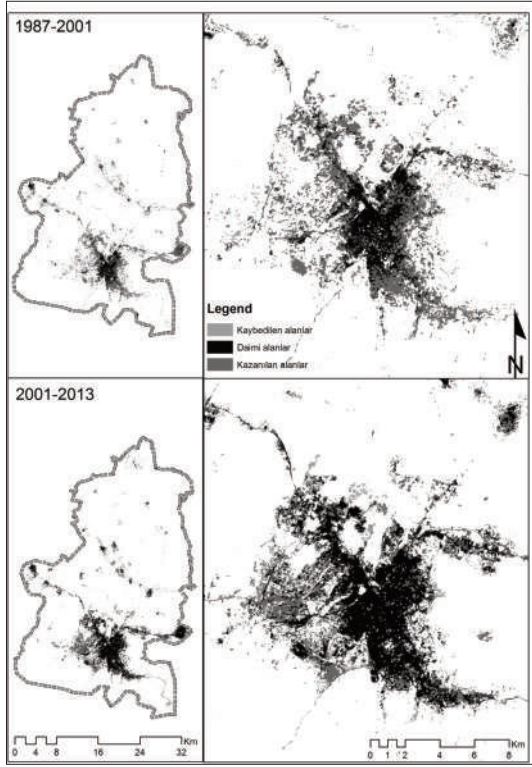 1987-2001
Legend
Kaybedilen alanlar
Daimi alanlar
Kazanılan alanlar
N
2001-2013
Km
0 4 8 16 24 32
Km
0 1 2 4 6 8